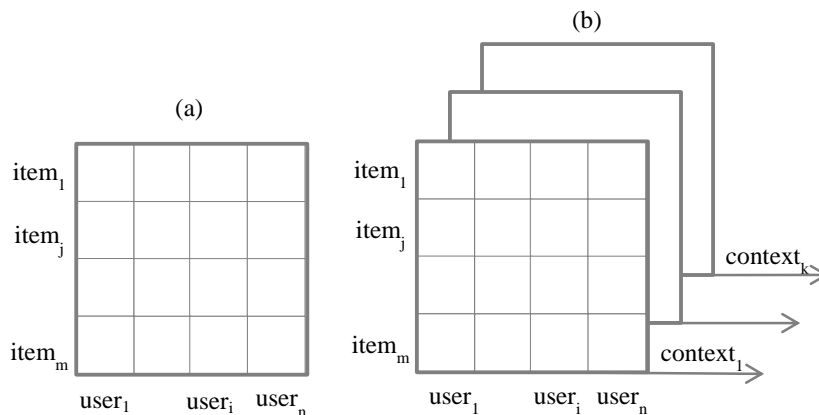 (a)
item₁
itemⱼ
itemₘ
user₁ userᵢ userₙ
(b)
item₁
itemⱼ
itemₘ
user₁ userᵢ userₙ
contextₖ
context₁